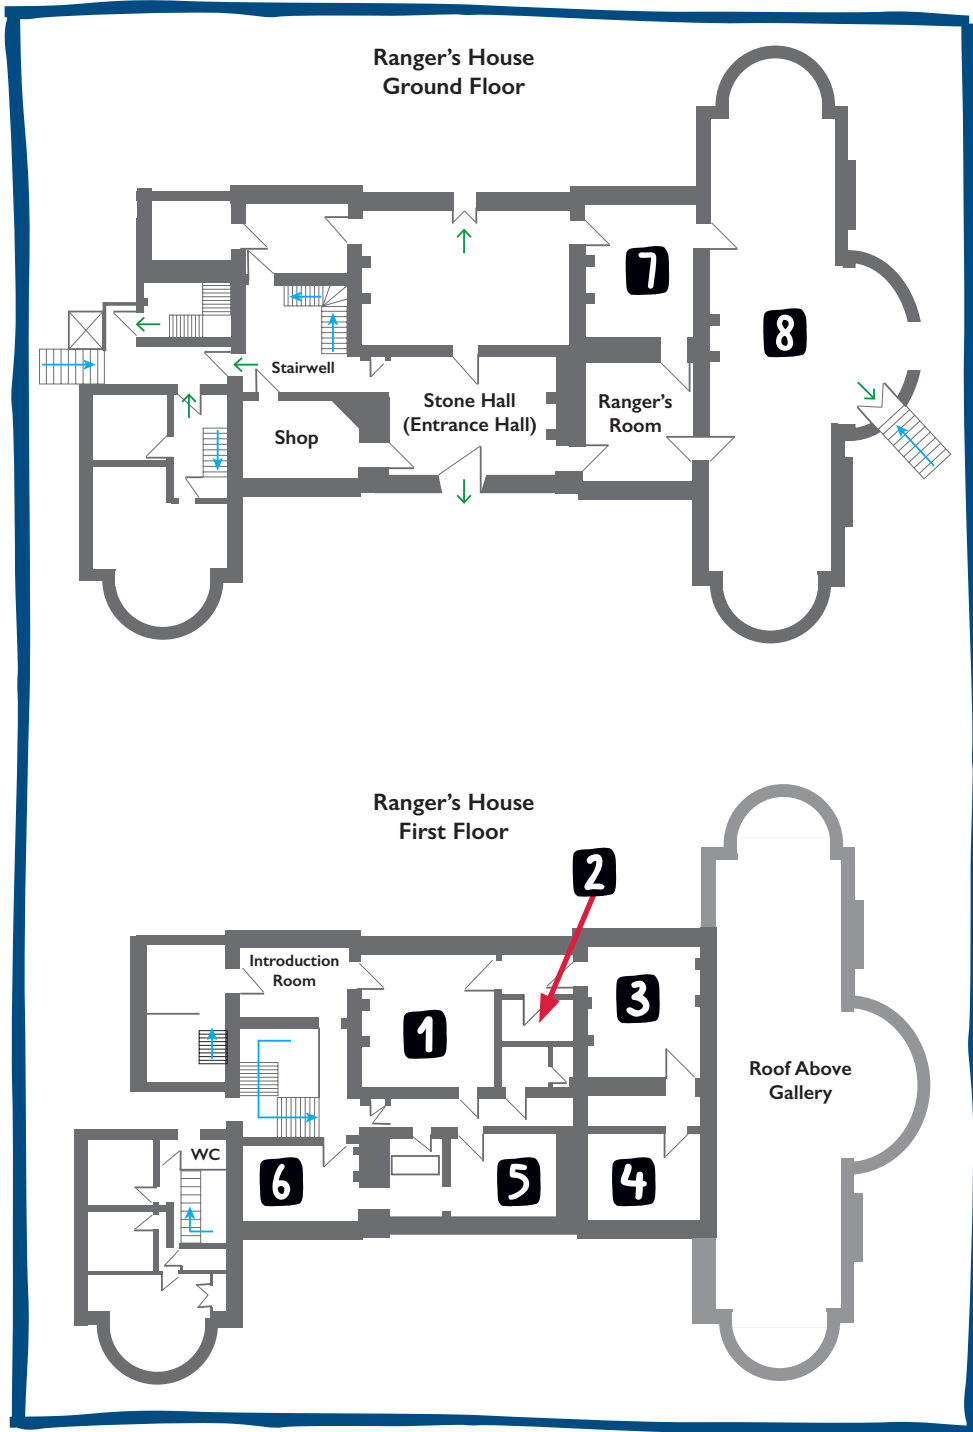 Ranger's House
Ground Floor
7
8
Stairwell
Stone Hall
(Entrance Hall)
Ranger's
Room
Shop
Ranger's House
First Floor
2
Introduction
Room
3
1
Roof Above
Gallery
WC
6
5
4